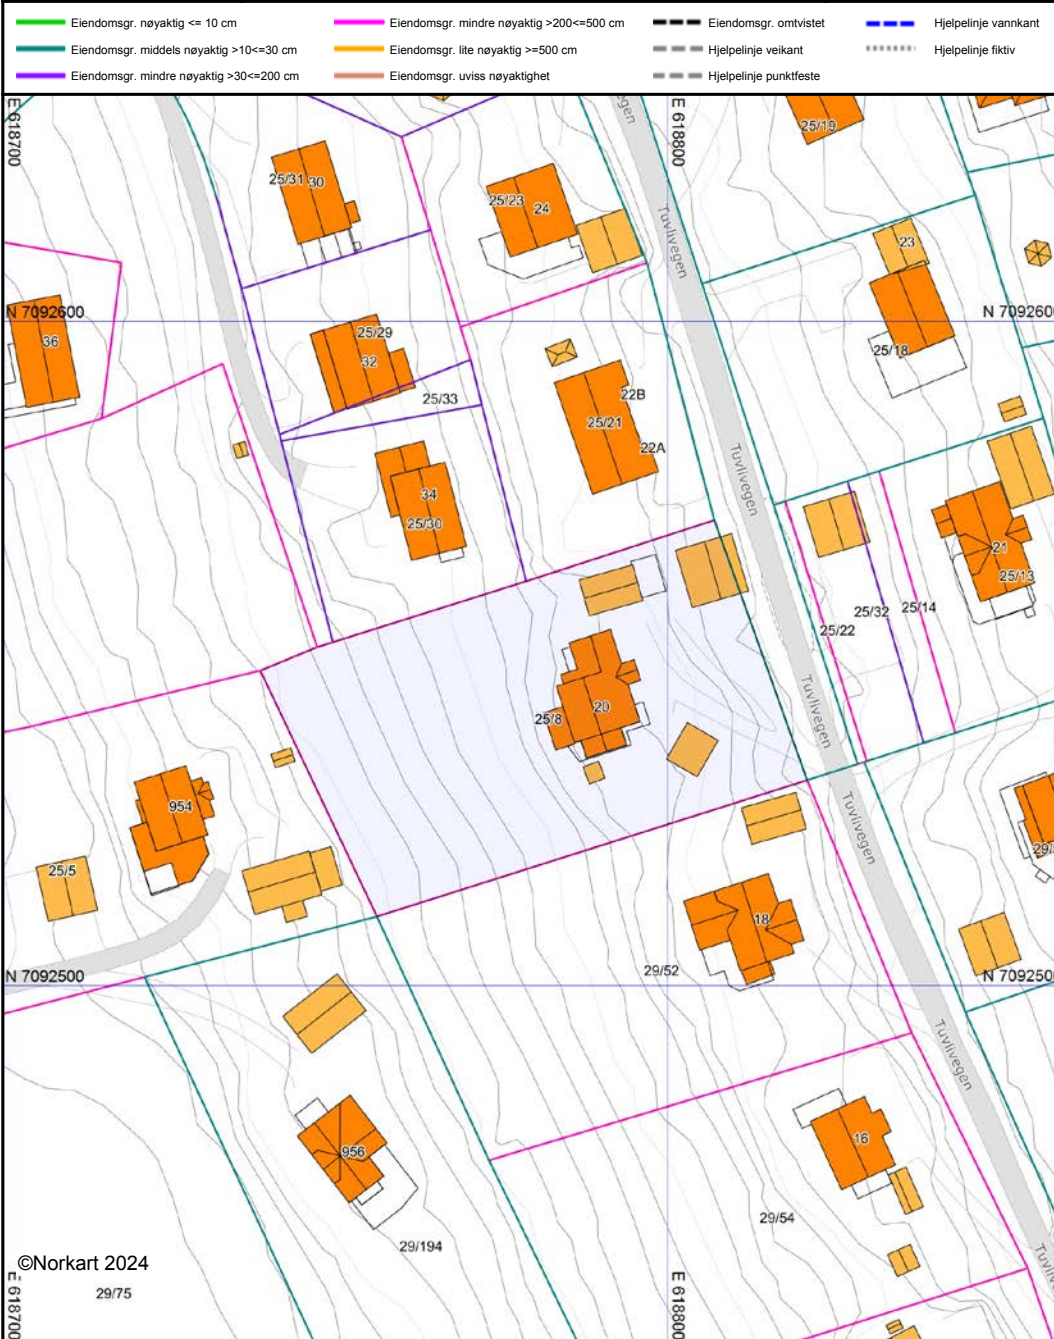 Eiendomsgr. nøyaktig <= 10 cm
Eiendomsgr. mindre nøyaktig >200<=500 cm
Eiendomsgr. omtvistet
Hjelpelinje vannkant
Eiendomsgr. middels nøyaktig >10<=30 cm
Eiendomsgr. lite nøyaktig >=500 cm
Hjelpelinje veikant
Hjelpelinje fiktiv
Eiendomsgr. mindre nøyaktig >30<=200 cm
Eiendomsgr. uviss nøyaktighet
Hjelpelinje punktfeste
E 618700
E 618800
25/19
25/31
30
25/23
24
Tuvlivegen
23
N 7092600
N 7092600
36
25/29
32
25/18
25/33
22B
25/21
22A
Tuvlivegen
34
25/30
21
25/13
25/32
25/14
25/22
Tuvlivegen
20
25/8
954
Tuvlivegen
25/5
18
29/52
N 7092500
N 7092500
Tuvlivegen
956
16
29/54
29/194
©Norkart 2024
29/75
E 618700
E 618800